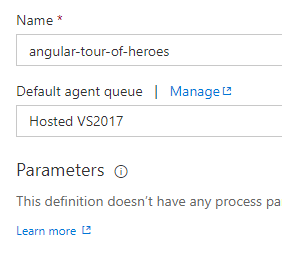 Name *
angular-tour-of-heroes
Default agent queue | Manage
Hosted VS2017
Parameters
This definition doesn't have any process pa
Learn more